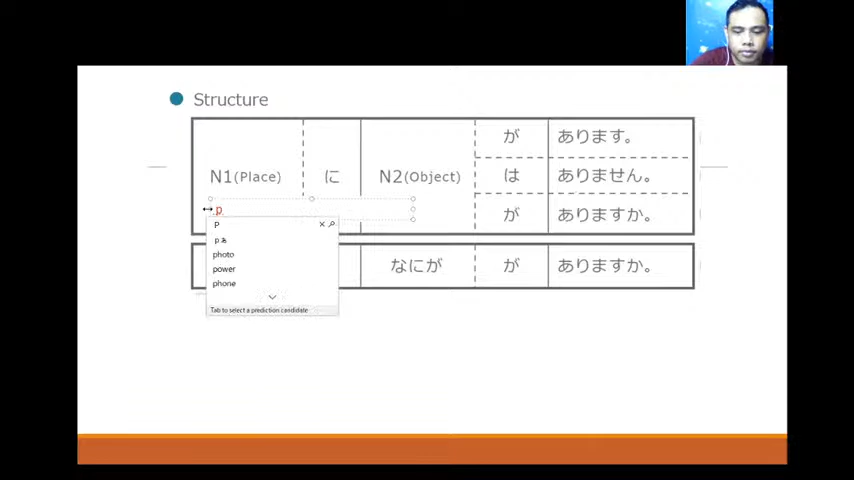 Structure
N1(Place) に N2(Object) が あります。
は ありません。
が ありますか。
p
P
pあ
photo
power
phone
Tab to select a prediction candidate
なにが が ありますか。